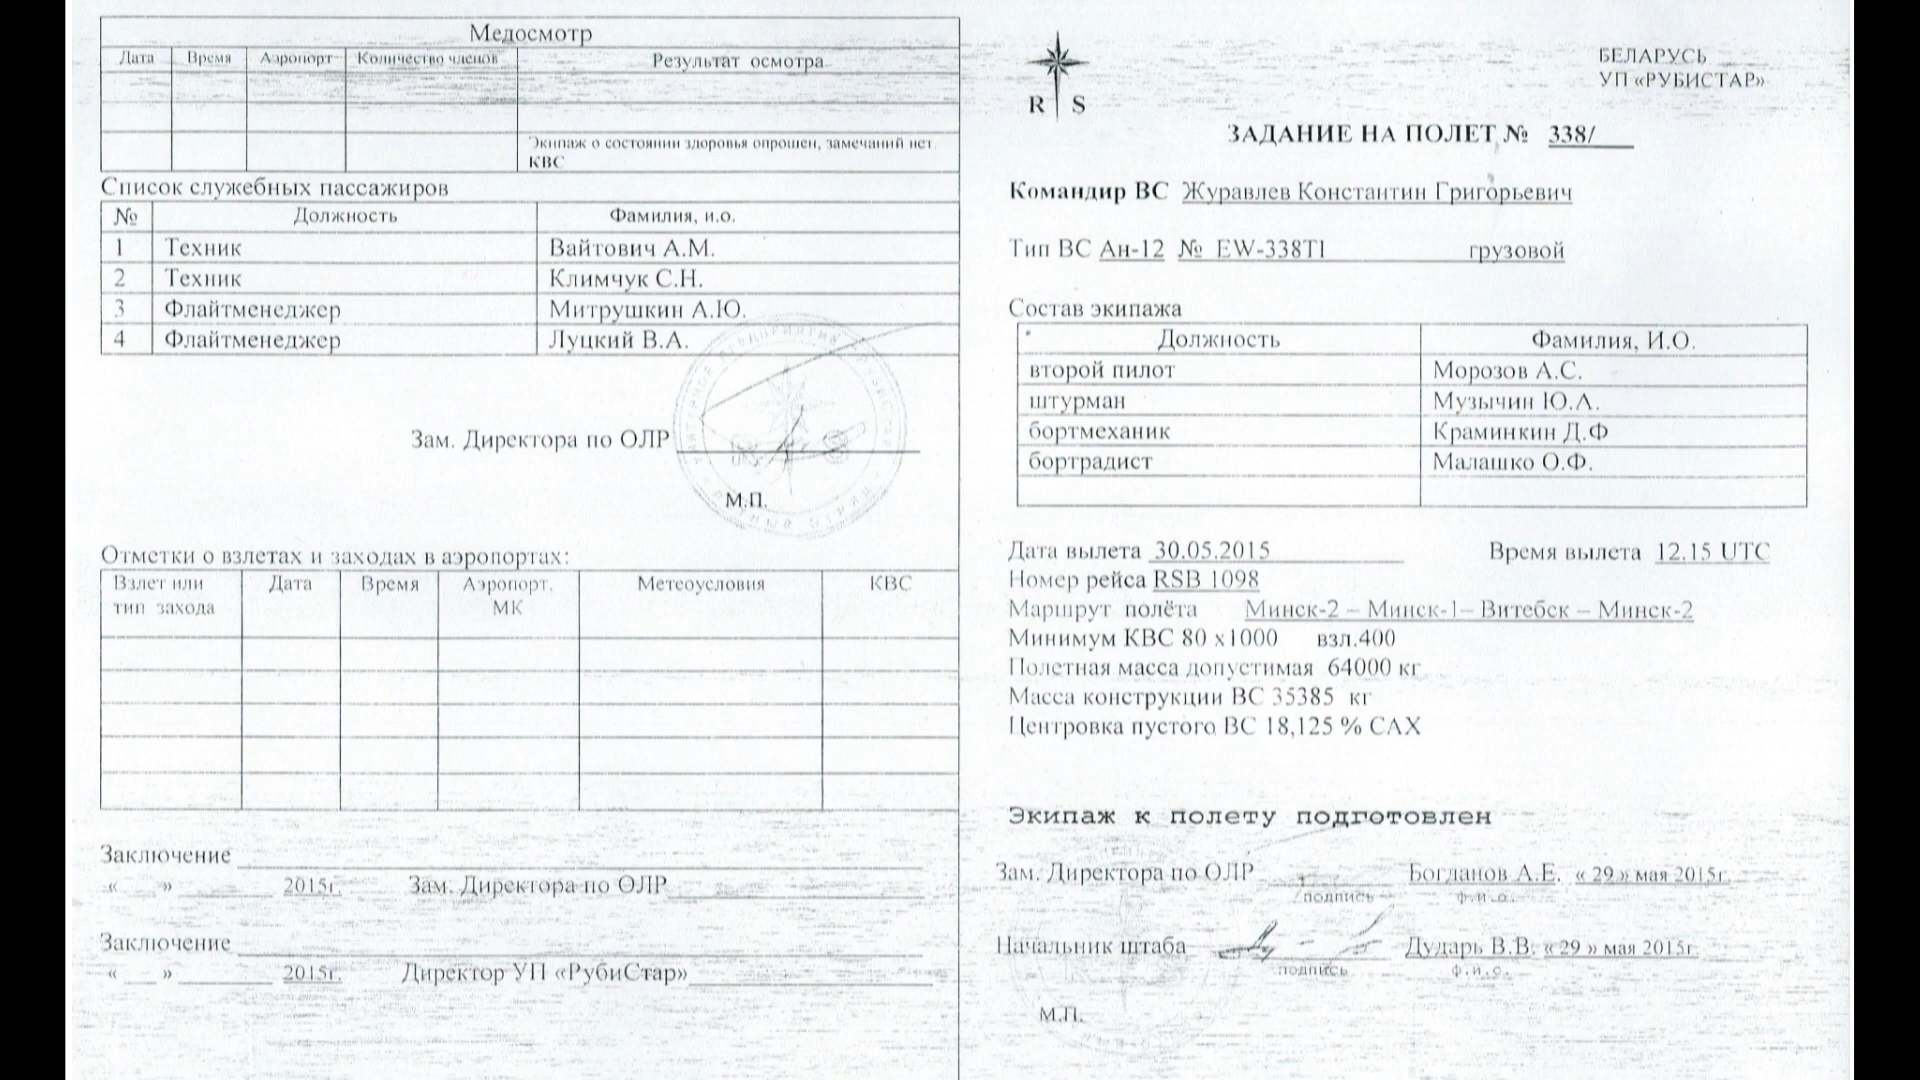 Медосмотр
Дата Время Аэропорт Количество членов Результат осмотра
Экипаж о состоянии здоровья опрошен, замечаний нет.
КВС
Список служебных пассажиров
№ Должность Фамилия, и.о.
1 Техник Вайтович А.М.
2 Техник Климчук С.Н.
3 Флайтменеджер Митрушкин А.Ю.
4 Флайтменеджер Луцкий В.А.
Зам. Директора по ОЛР
М.П.
Отметки о взлетах и заходах в аэропортах:
Взлет или Дата Время Аэропорт, Метеоусловия КВС
тип захода МК
Заключение
« » 2015г. Зам. Директора по ОЛР
Заключение
« » 2015г. Директор УП «РубиСтар»
R S
БЕЛАРУСЬ
УП «РУБИСТАР»
ЗАДАНИЕ НА ПОЛЕТ № 338/
Командир ВС Журавлев Константин Григорьевич
Тип ВС Ан-12 № EW-338TI грузовой
Состав экипажа
Должность Фамилия, И.О.
второй пилот Морозов А.С.
штурман Музычин Ю.А.
бортмеханик Краминкин Д.Ф
бортрадист Малашко О.Ф.
Дата вылета 30.05.2015 Время вылета 12.15 UTC
Номер рейса RSB 1098
Маршрут полёта Минск-2 – Минск-1– Витебск – Минск-2
Минимум КВС 80 х1000 взл.400
Полетная масса допустимая 64000 кг
Масса конструкции ВС 35385 кг
Центровка пустого ВС 18,125 % САХ
Экипаж к полету подготовлен
Зам. Директора по ОЛР Богданов А.Е. « 29 » мая 2015г.
/подпись ф.и.о.
Начальник штаба Дударь В.В. « 29 » мая 2015г.
подпись ф.и.о.
М.П.